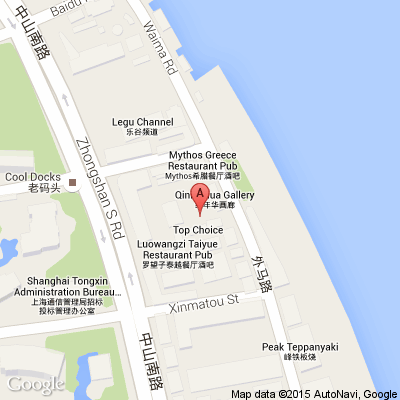 Baidu
中山南路
Waima Rd
Legu Channel
乐谷频道
Mythos Greece
Restaurant Pub
Mythos希腊餐厅酒吧
Zhongshan S Rd
Cool Docks
老码头
Gallery
年华画廊
A
Top Choice
Luowangzi Taiyue
Restaurant Pub
罗望子泰越餐厅酒吧
外马路
Shanghai Tongxin
Administration Bureau...
上海通信管理局招标
投标管理办公室
Xinmatou St
中山南路
Peak Teppanyaki
峰铁板烧
Google
Map data ©2015 AutoNavi, Google